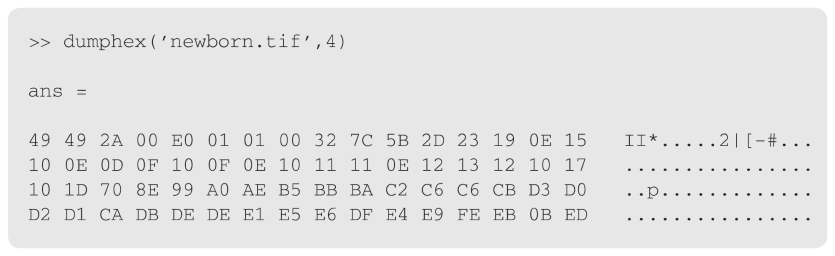 >> dumphex('newborn.tif',4)
ans =
49 49 2A 00 E0 01 01 00 32 7C 5B 2D 23 19 0E 15 II*.....2|[-#...
10 0E 0D 0F 10 0F 0E 10 11 11 0E 12 13 12 10 17 ................
10 1D 70 8E 99 A0 AE B5 BB BA C2 C6 C6 CB D3 D0 ..p.............
D2 D1 CA DB DE DE E1 E5 E6 DF E4 E9 FE EB 0B ED ................